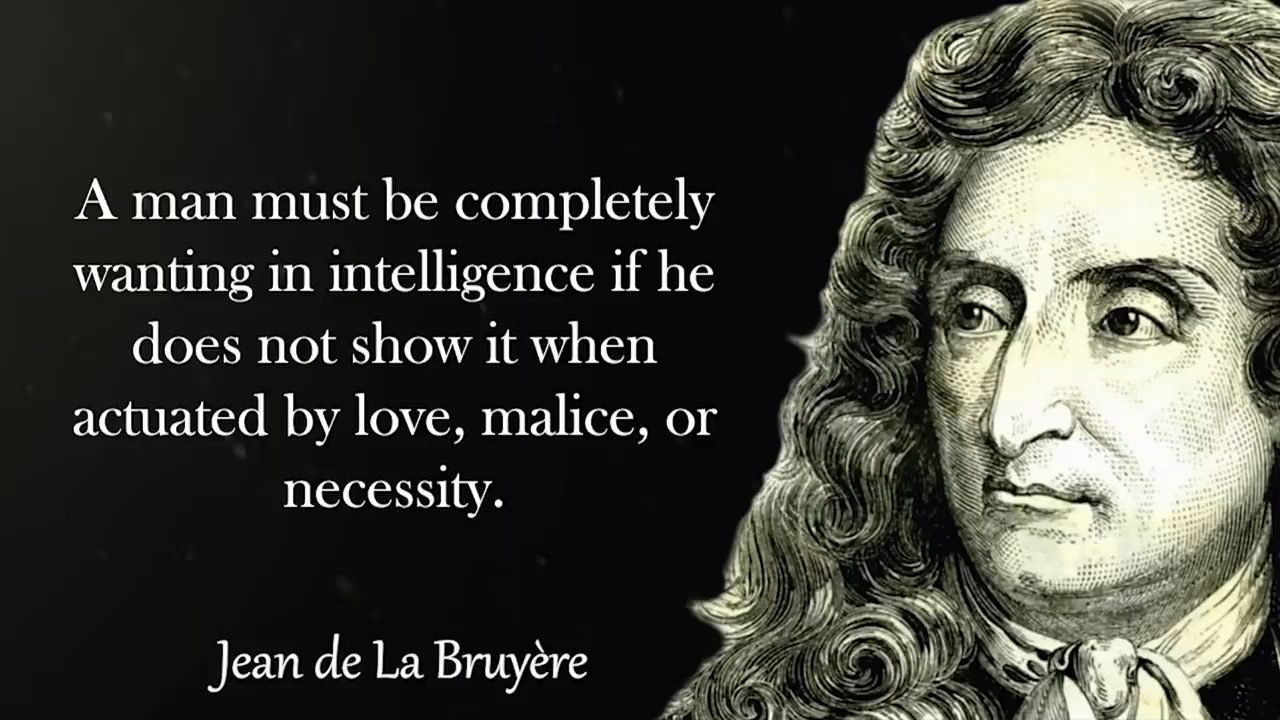 A man must be completely
wanting in intelligence if he
does not show it when
actuated by love, malice, or
necessity.
Jean de La Bruyère